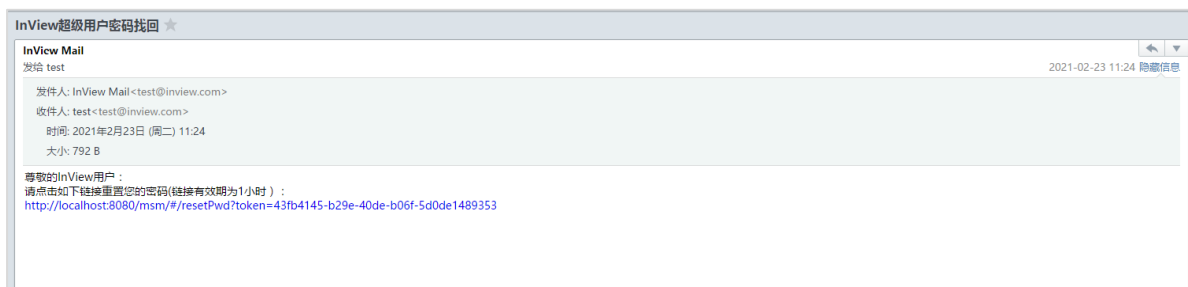 InView超级用户密码找回
InView Mail
发给 test
2021-02-23 11:24 隐藏信息
发件人: InView Mail<test@inview.com>
收件人: test<test@inview.com>
时间: 2021年2月23日 (周二) 11:24
大小: 792 B
尊敬的InView用户：
请点击如下链接重置您的密码(链接有效期为1小时 ）：
http://localhost:8080/msm/#/resetPwd?token=43fb4145-b29e-40de-b06f-5d0de1489353